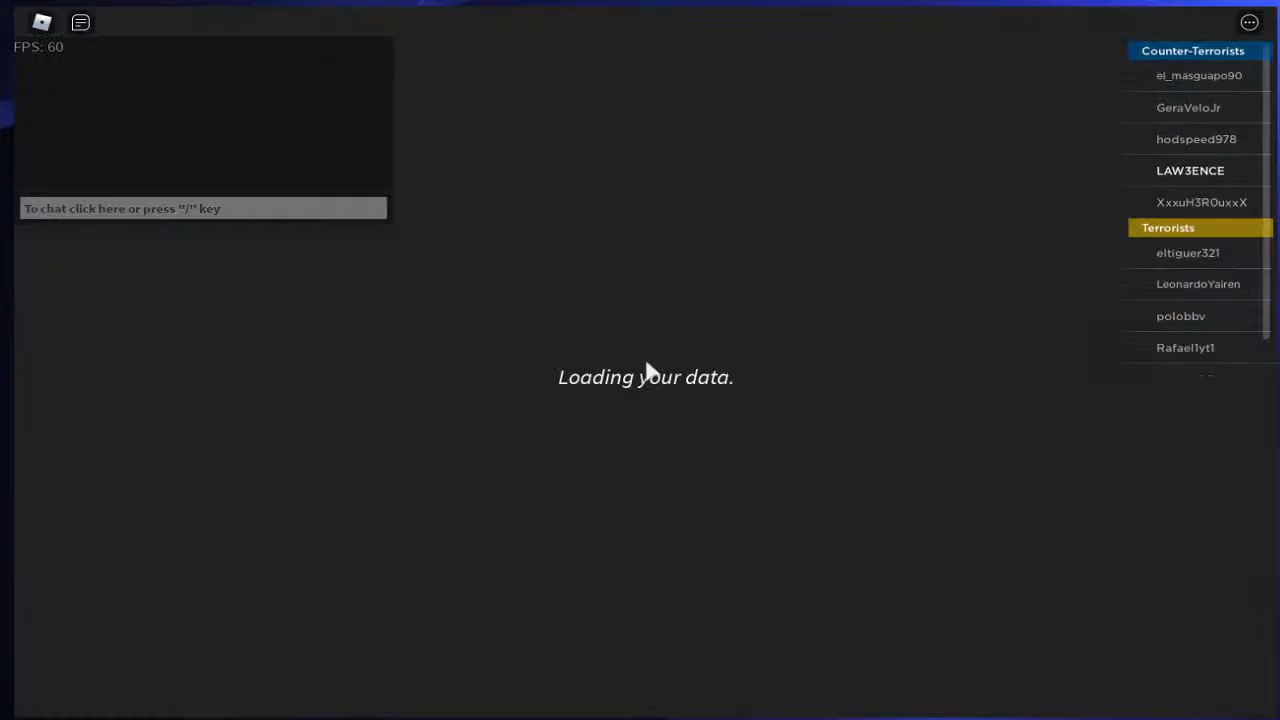 FPS: 60
To chat click here or press "/" key
Loading your data.
Counter-Terrorists
el_masguapo90
GeraVeloJr
hodspeed978
LAW3ENCE
XxxuH3R0uxxX
Terrorists
eltiguer321
LeonardoYairen
polobbv
Rafael1yt1